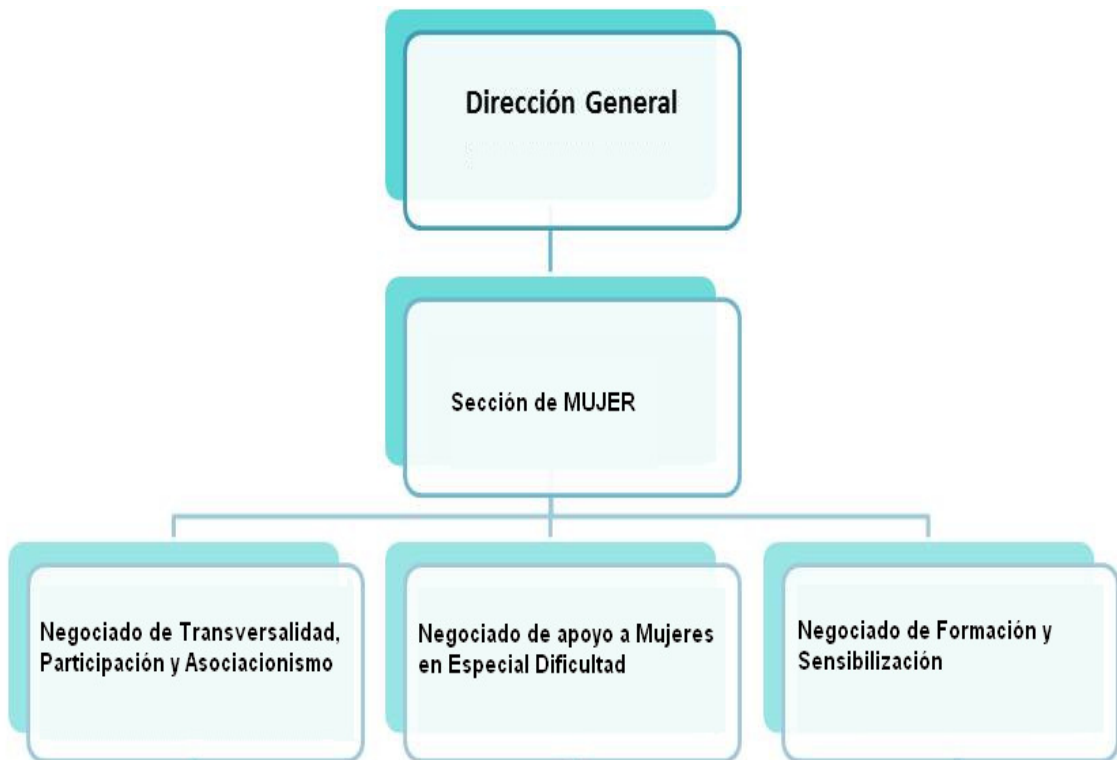 Dirección General
Sección de MUJER
Negociado de Transversalidad,
Participación y Asociacionismo
Negociado de apoyo a Mujeres
en Especial Dificultad
Negociado de Formación y
Sensibilización